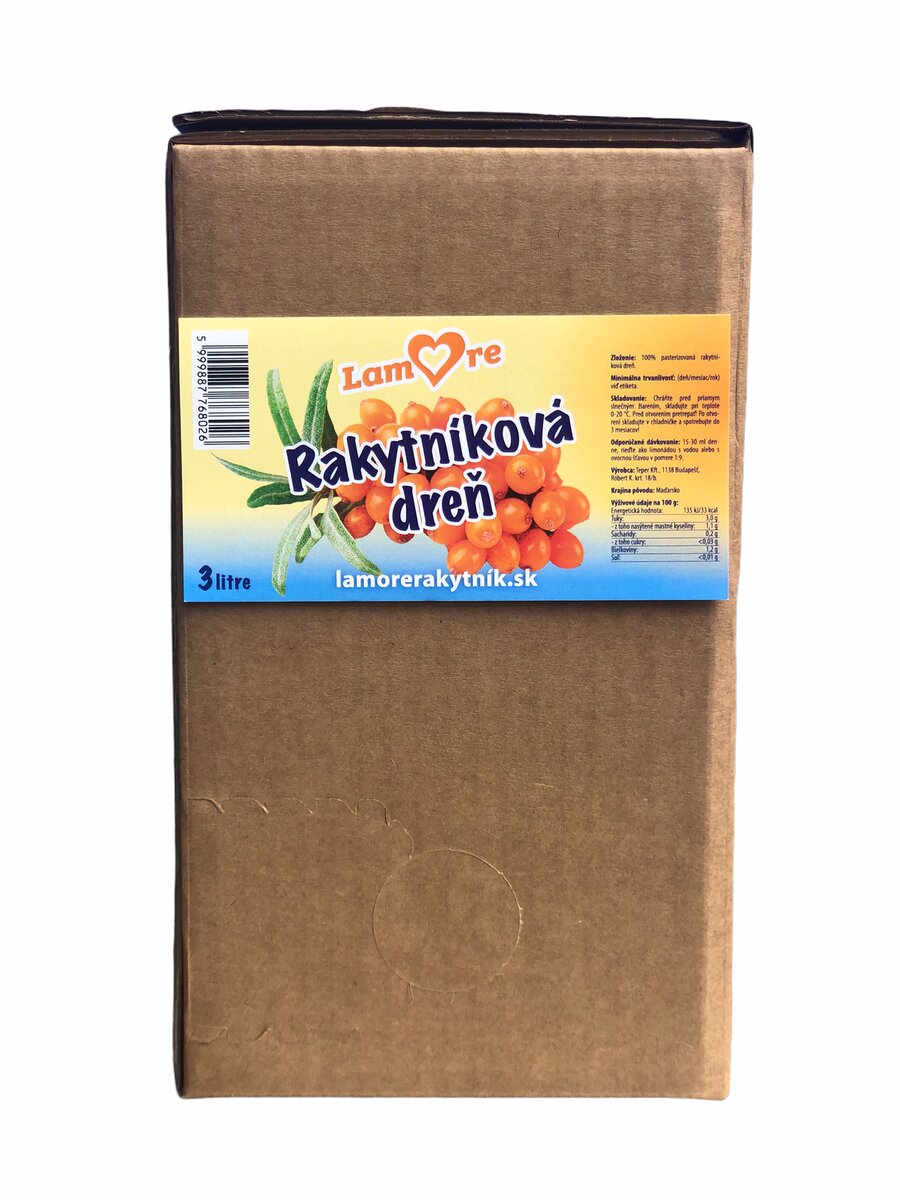 5 999887 768026
Lamore
Rakytníková
dreň
3 litre
lamorerakytník.sk
Zloženie: 100% pasterizovaná rakytní-
ková dreň.
Minimálna trvanlivosť: (deň/mesiac/rok)
viď etiketa.
Skladovanie: Chráňte pred priamym
slnečným žiarením, skladujte pri teplote
0-20 °C. Pred otvorením pretrepať! Po otvo-
rení skladujte v chladničke a spotrebujte do
3 mesiacov!
Odporúčané dávkovanie: 15-30 ml den-
ne, rieďte ako limonádou s vodou alebo s
ovocnou šťavou v pomere 1:9.
Výrobca: Teper Kft., 1138 Budapešť,
Róbert K. krt. 18/b.
Krajina pôvodu: Maďarsko
Výživové údaje na 100 g:
Energetická hodnota: 135 kJ/33 kcal
Tuky: 3,0 g
- z toho nasýtené mastné kyseliny: 1,1 g
Sacharidy: 0,2 g
- z toho cukry: <0,03 g
Bielkoviny: 1,2 g
Soľ: <0,01 g